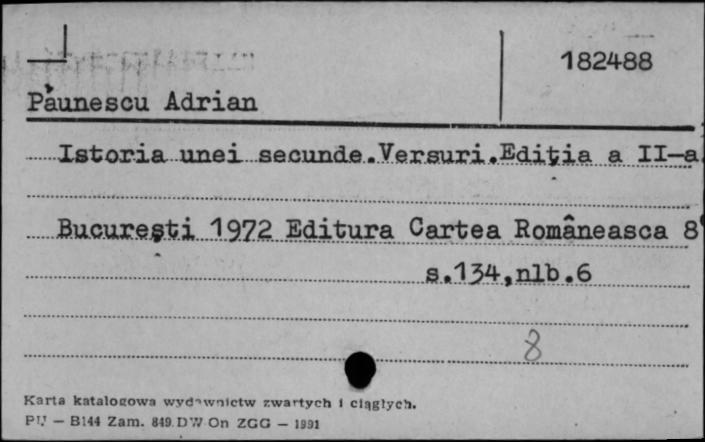 182488
Păunescu Adrian
Istoria unei secunde.Versuri.Ediţia a II-a.
Bucureşti 1972 Editura Cartea Românească 8°
s.134,nlb.6
8
Karta katalogowa wydawnictw zwartych i ciągłych.
PU — B144 Zam. 849 DW On ZGG — 1991